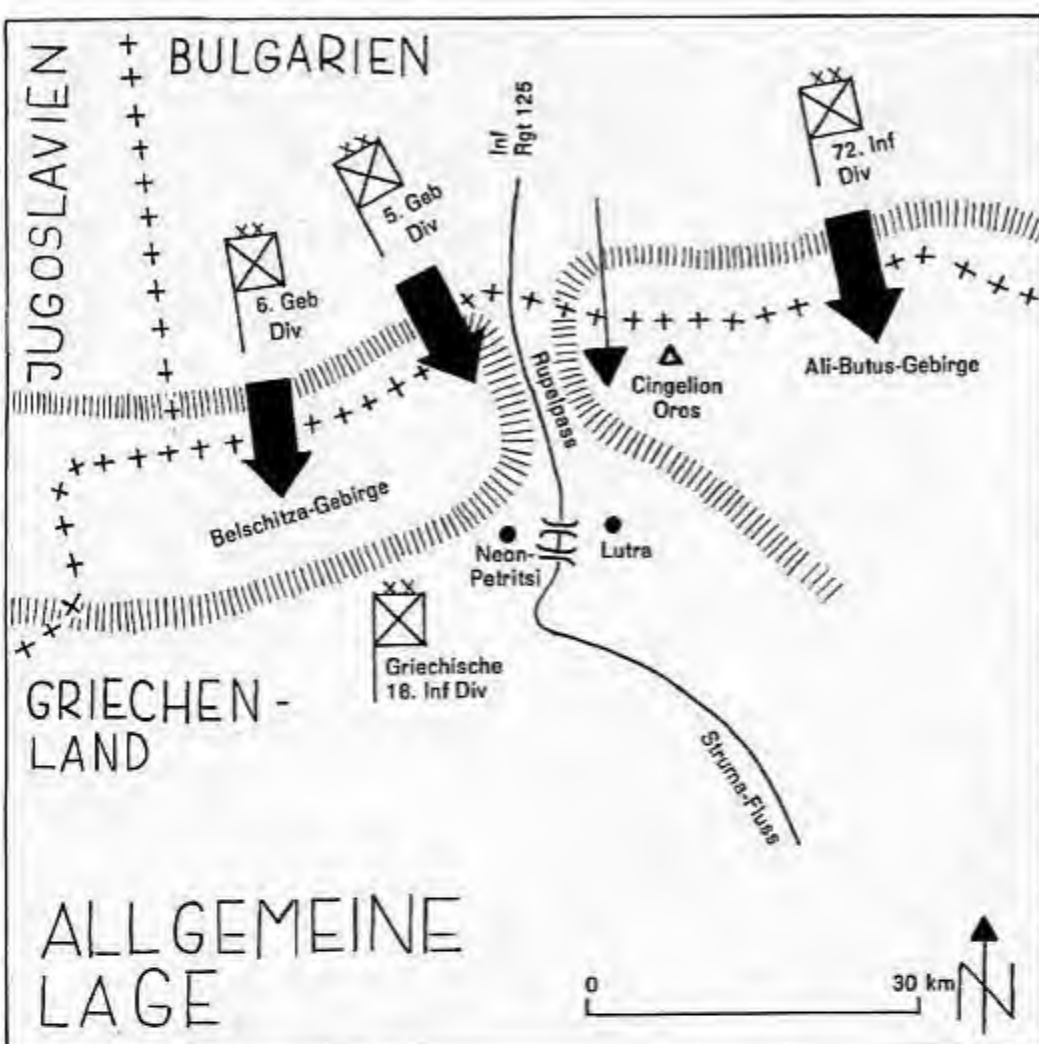 JUGOSLAVIEN
BULGARIEN
5. Geb
Div
Inf
Rgt 125
72. Inf
Div
6. Geb
Div
Rupelpass
Cingelion
Oros
Ali-Butus-Gebirge
Belschitza-Gebirge
Neon-
Petritsi
Lutra
Griechische
18. Inf Div
GRIECHEN-
LAND
Struma-Fluss
ALLGEMEINE
LAGE
0
30 km
N